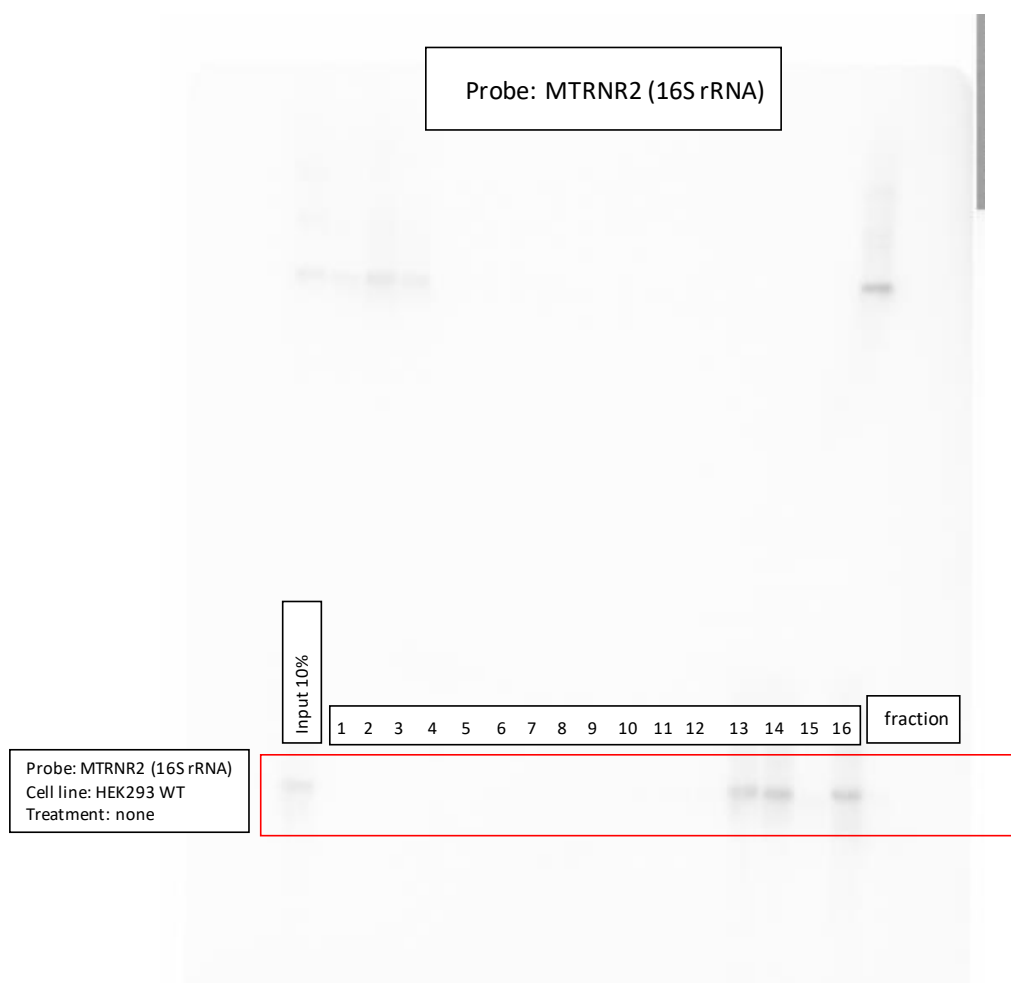 Probe: MTRNR2 (16S rRNA)
Input 10%
1 2 3 4 5 6 7 8 9 10 11 12 13 14 15 16
fraction
Probe: MTRNR2 (16S rRNA)
Cell line: HEK293 WT
Treatment: none